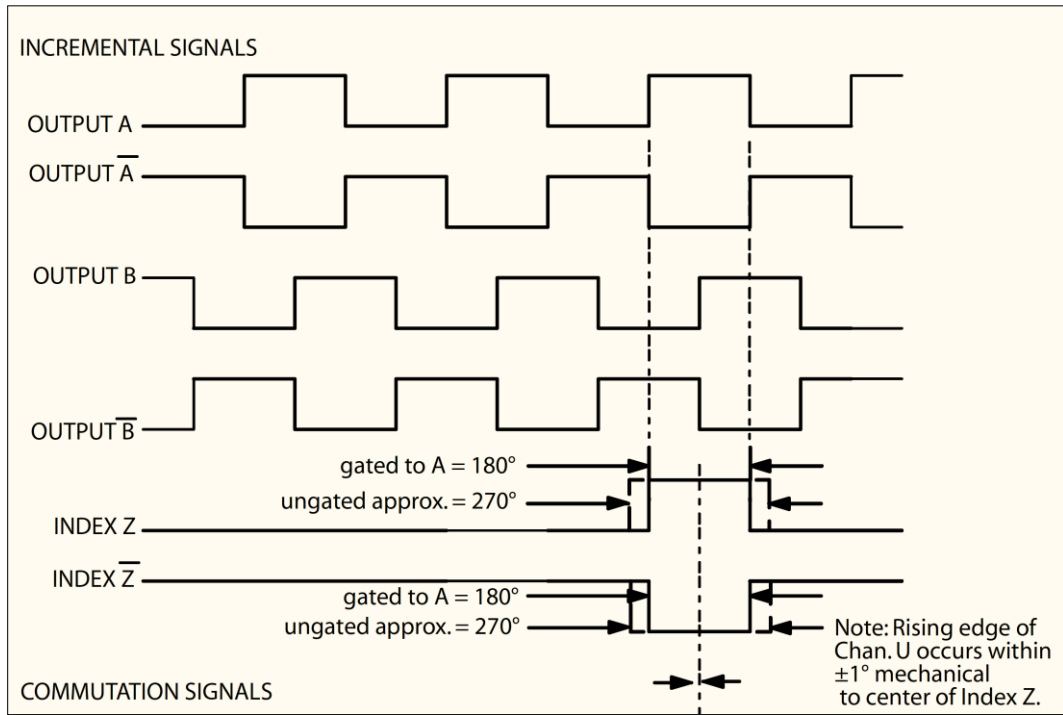 INCREMENTAL SIGNALS
OUTPUT A
OUTPUT A̅
OUTPUT B
OUTPUT B̅
gated to A = 180°
ungated approx. = 270°
INDEX Z
INDEX Z̅
gated to A = 180°
ungated approx. = 270°
Note: Rising edge of
Chan. U occurs within
±1° mechanical
to center of Index Z.
COMMUTATION SIGNALS